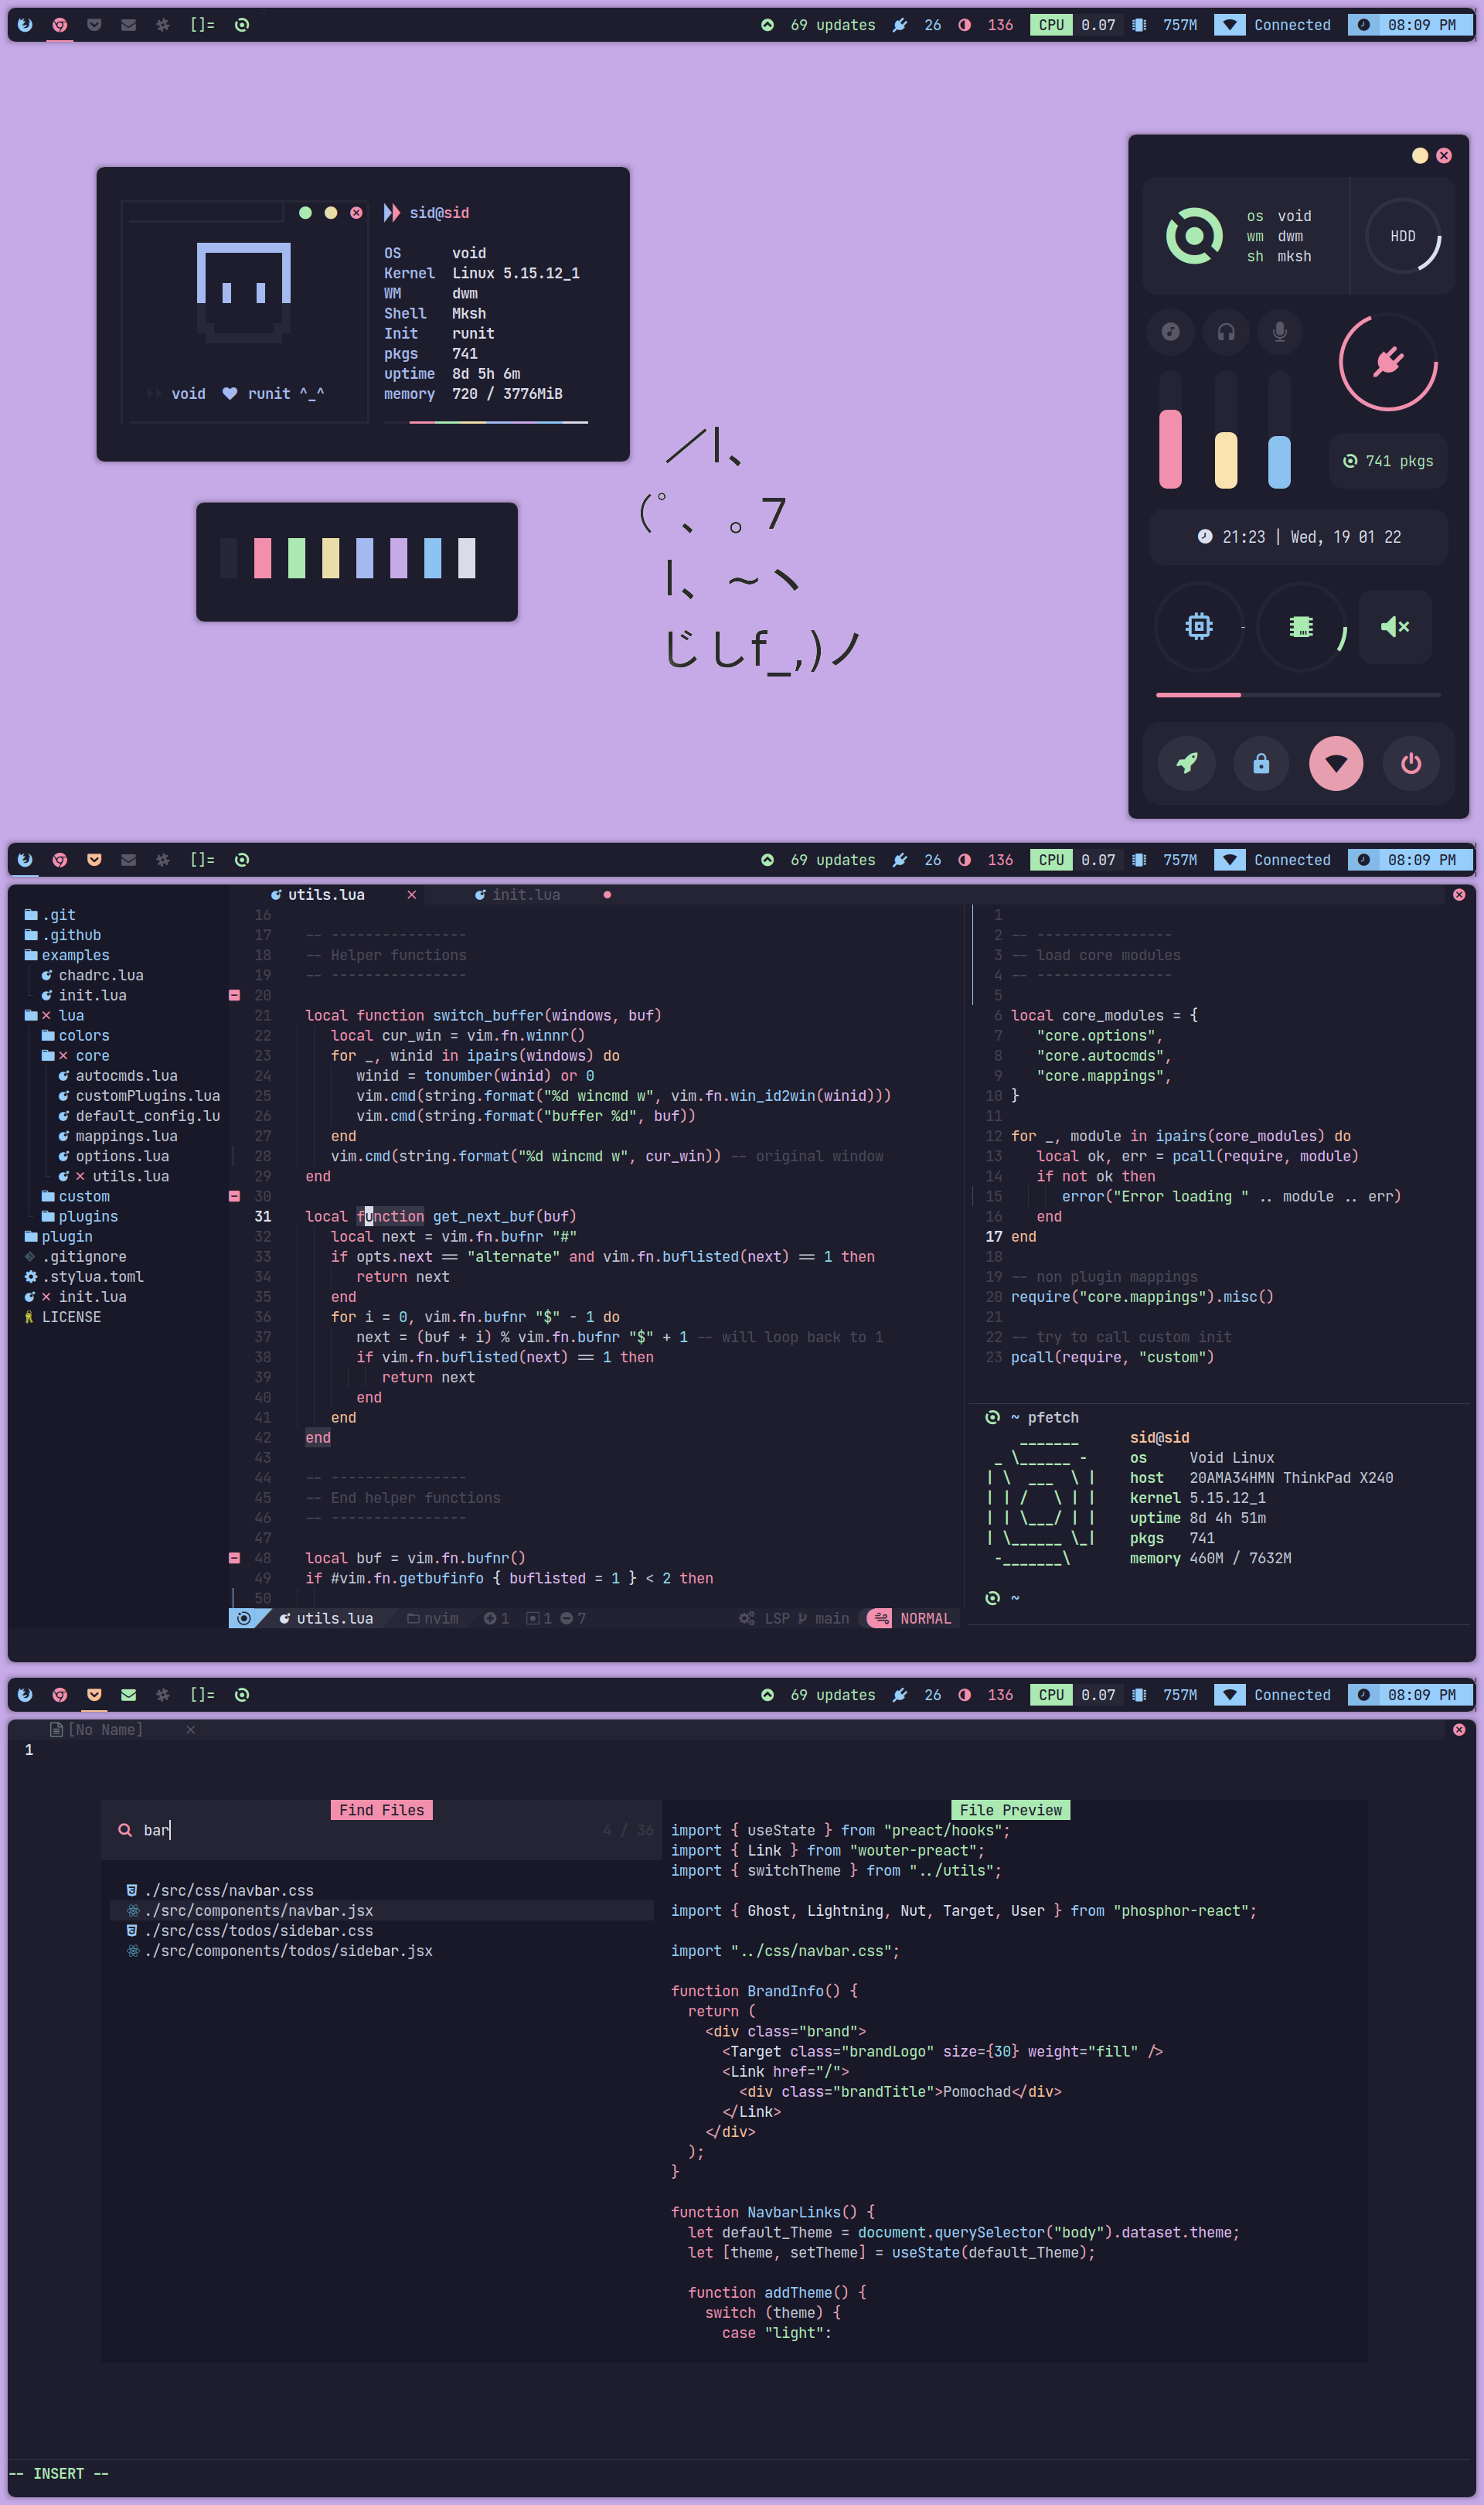 []= 69 updates 26 136 CPU 0.07 757M Connected 08:09 PM
sid@sid
OS void
Kernel Linux 5.15.12_1
WM dwm
Shell Mksh
Init runit
pkgs 741
uptime 8d 5h 6m
memory 720 / 3776MiB
void runit ^_^
／l、
（ﾟ､ ｡ 7
l、~ヽ
じしf_,)ノ
os void
wm dwm
sh mksh
HDD
741 pkgs
21:23 | Wed, 19 01 22
[]= 69 updates 26 136 CPU 0.07 757M Connected 08:09 PM
utils.lua init.lua
.git
.github
examples
chadrc.lua
init.lua
lua
colors
core
autocmds.lua
customPlugins.lua
default_config.lu
mappings.lua
options.lua
utils.lua
custom
plugins
plugin
.gitignore
.stylua.toml
init.lua
LICENSE
16
17 -- ----------------
18 -- Helper functions
19 -- ----------------
20
21 local function switch_buffer(windows, buf)
22 local cur_win = vim.fn.winnr()
23 for _, winid in ipairs(windows) do
24 winid = tonumber(winid) or 0
25 vim.cmd(string.format("%d wincmd w", vim.fn.win_id2win(winid)))
26 vim.cmd(string.format("buffer %d", buf))
27 end
28 vim.cmd(string.format("%d wincmd w", cur_win)) -- original window
29 end
30
31 local function get_next_buf(buf)
32 local next = vim.fn.bufnr "#"
33 if opts.next == "alternate" and vim.fn.buflisted(next) == 1 then
34 return next
35 end
36 for i = 0, vim.fn.bufnr "$" - 1 do
37 next = (buf + i) % vim.fn.bufnr "$" + 1 -- will loop back to 1
38 if vim.fn.buflisted(next) == 1 then
39 return next
40 end
41 end
42 end
43
44 -- ----------------
45 -- End helper functions
46 -- ----------------
47
48 local buf = vim.fn.bufnr()
49 if #vim.fn.getbufinfo { buflisted = 1 } < 2 then
50
utils.lua nvim 1 1 7 LSP main NORMAL
1
2 -- ----------------
3 -- load core modules
4 -- ----------------
5
6 local core_modules = {
7 "core.options",
8 "core.autocmds",
9 "core.mappings",
10 }
11
12 for _, module in ipairs(core_modules) do
13 local ok, err = pcall(require, module)
14 if not ok then
15 error("Error loading " .. module .. err)
16 end
17 end
18
19 -- non plugin mappings
20 require("core.mappings").misc()
21
22 -- try to call custom init
23 pcall(require, "custom")
~ pfetch
_______ sid@sid
_ \______ - os Void Linux
| \ ___ \ | host 20AMA34HMN ThinkPad X240
| | / \ | | kernel 5.15.12_1
| | \___/ | | uptime 8d 4h 51m
| \______ \_| pkgs 741
-_______\ memory 460M / 7632M
~
[]= 69 updates 26 136 CPU 0.07 757M Connected 08:09 PM
[No Name]
1
Find Files
bar 4 / 36
./src/css/navbar.css
./src/components/navbar.jsx
./src/css/todos/sidebar.css
./src/components/todos/sidebar.jsx
File Preview
import { useState } from "preact/hooks";
import { Link } from "wouter-preact";
import { switchTheme } from "../utils";
import { Ghost, Lightning, Nut, Target, User } from "phosphor-react";
import "../css/navbar.css";
function BrandInfo() {
return (
<div class="brand">
<Target class="brandLogo" size={30} weight="fill" />
<Link href="/">
<div class="brandTitle">Pomochad</div>
</Link>
</div>
);
}
function NavbarLinks() {
let default_Theme = document.querySelector("body").dataset.theme;
let [theme, setTheme] = useState(default_Theme);
function addTheme() {
switch (theme) {
case "light":
-- INSERT --